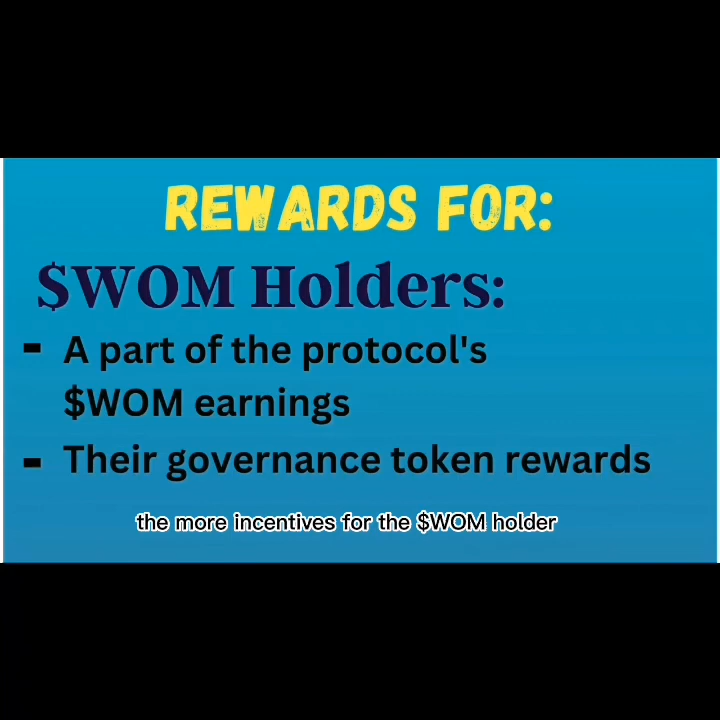 REWARDS FOR:
$WOM Holders:
- A part of the protocol's
$WOM earnings
- Their governance token rewards
the more incentives for the $WOM holder